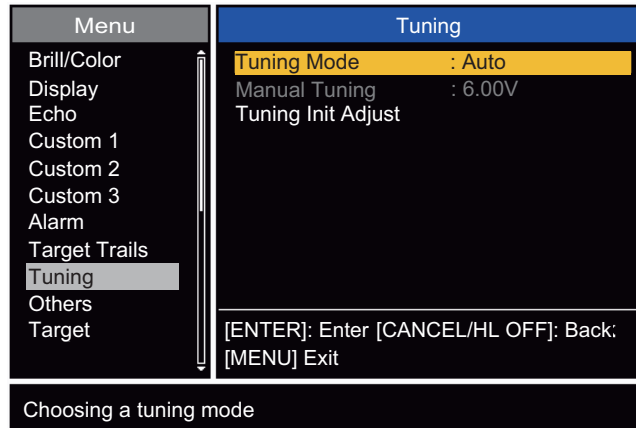 Menu
Brill/Color
Display
Echo
Custom 1
Custom 2
Custom 3
Alarm
Target Trails
Tuning
Others
Target
Tuning
Tuning Mode : Auto
Manual Tuning : 6.00V
Tuning Init Adjust
[ENTER]: Enter [CANCEL/HL OFF]: Back:
[MENU] Exit
Choosing a tuning mode